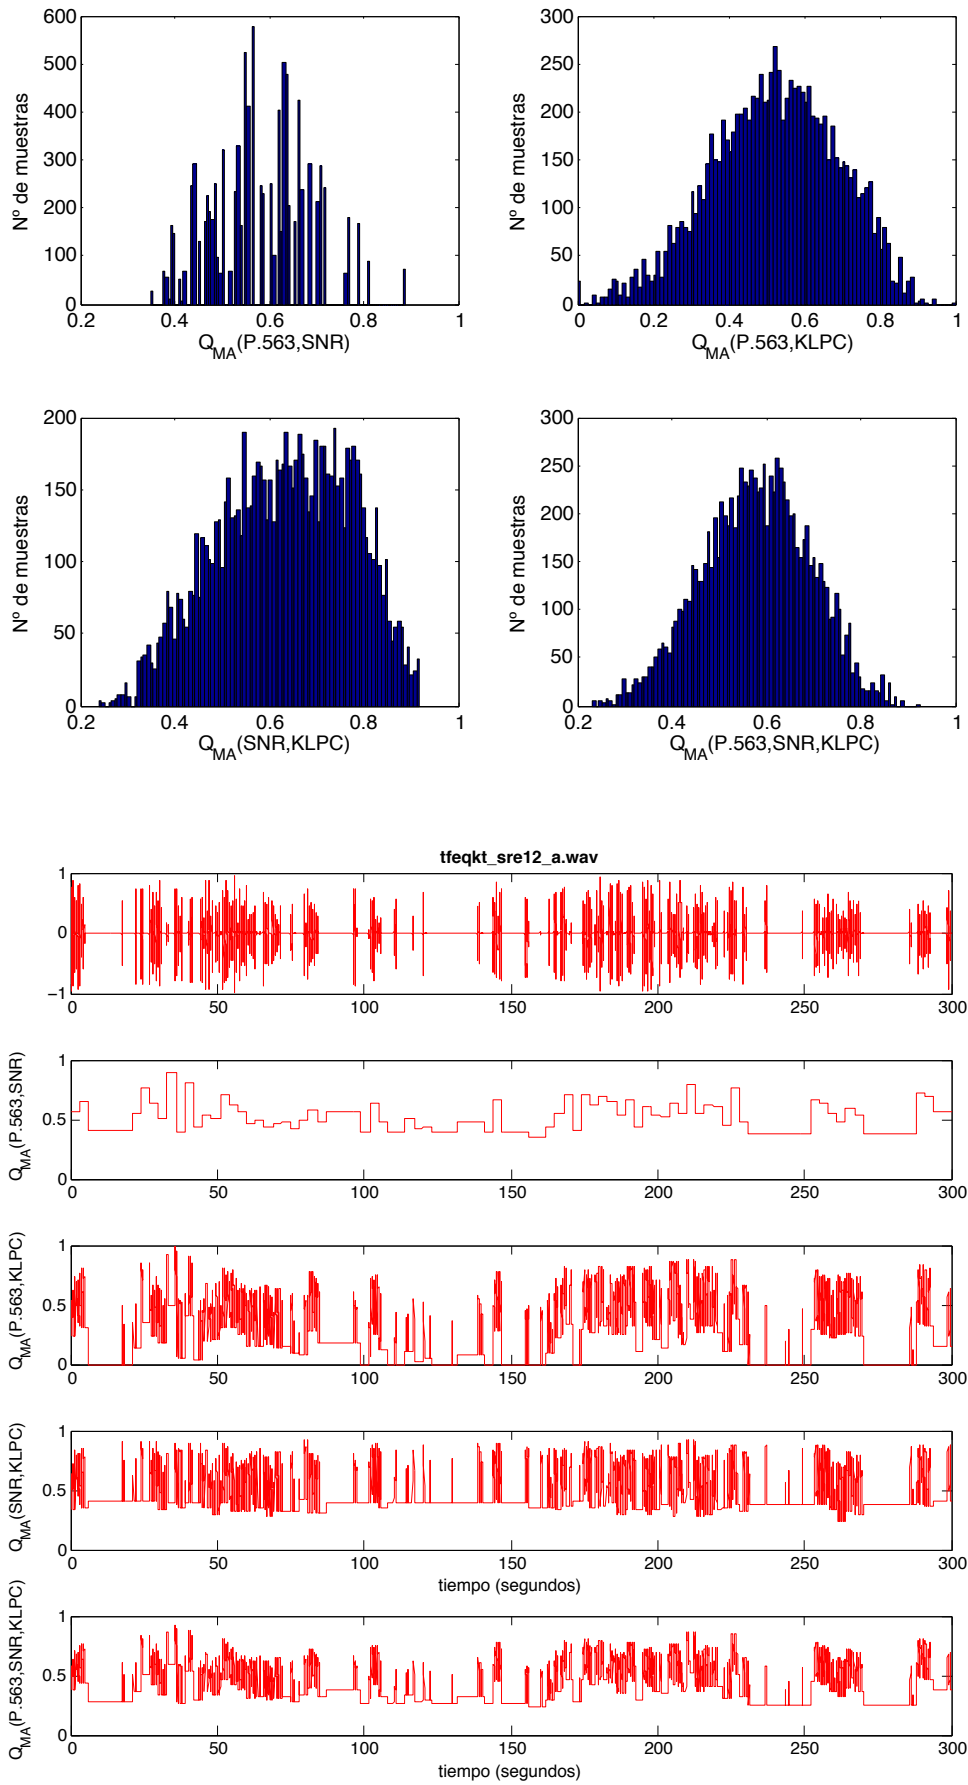 600
500
400
300
200
100
0
0.2 0.4 0.6 0.8 1
Nº de muestras
Q_MA(P.563,SNR)
300
250
200
150
100
50
0
0 0.2 0.4 0.6 0.8 1
Nº de muestras
Q_MA(P.563,KLPC)
200
150
100
50
0
0.2 0.4 0.6 0.8 1
Nº de muestras
Q_MA(SNR,KLPC)
300
250
200
150
100
50
0
0.2 0.4 0.6 0.8 1
Nº de muestras
Q_MA(P.563,SNR,KLPC)
tfeqkt_sre12_a.wav
1
0
−1
0 50 100 150 200 250 300
Q_MA(P.563,SNR)
1
0.5
0
0 50 100 150 200 250 300
Q_MA(P.563,KLPC)
1
0.5
0
0 50 100 150 200 250 300
Q_MA(SNR,KLPC)
1
0.5
0
0 50 100 150 200 250 300
tiempo (segundos)
Q_MA(P.563,SNR,KLPC)
1
0.5
0
0 50 100 150 200 250 300
tiempo (segundos)